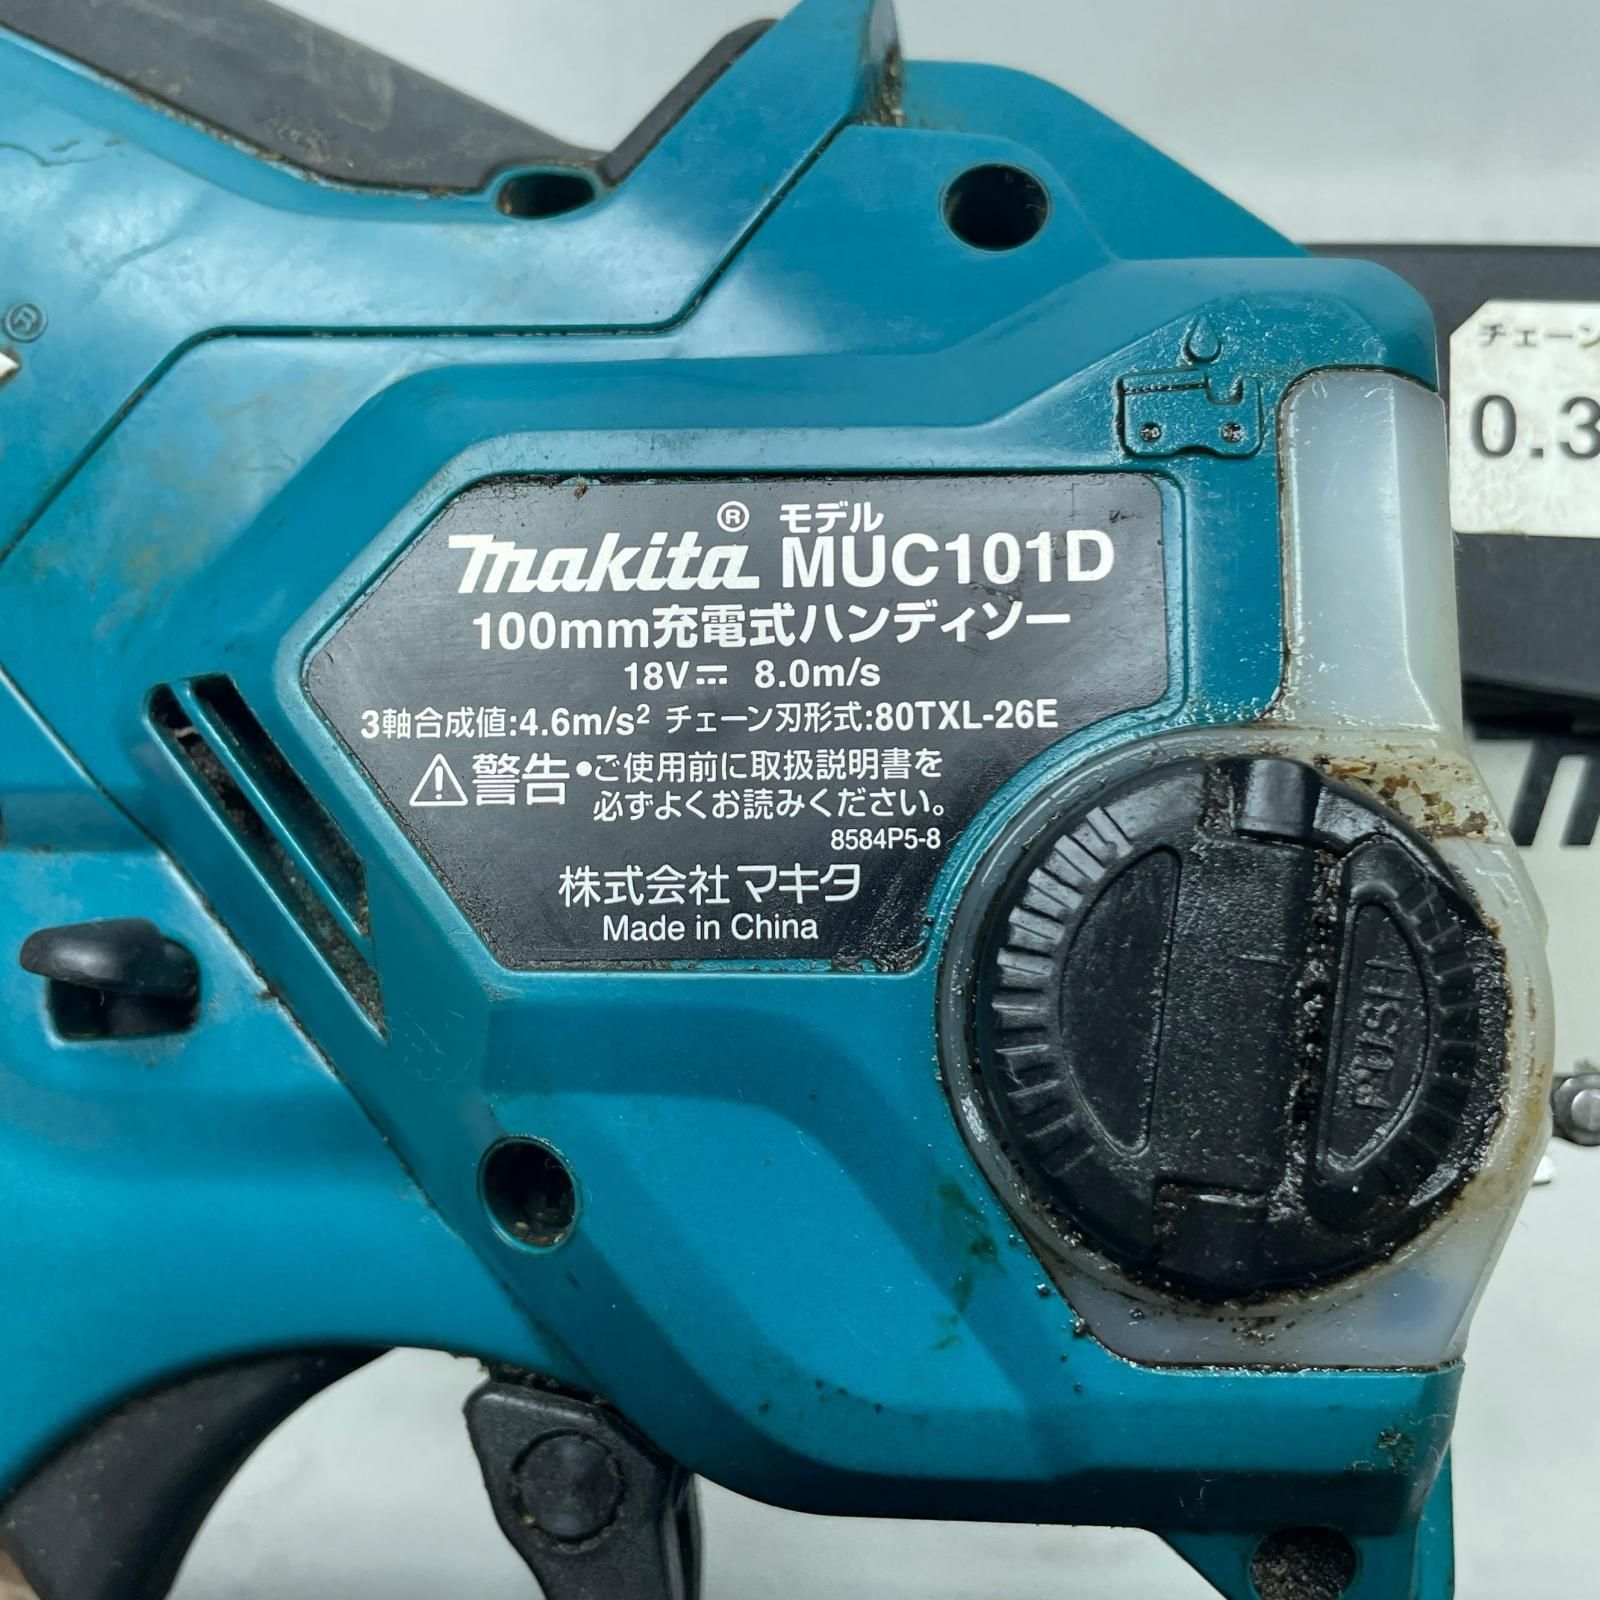 ®
チェーン
0.3
makita® モデル MUC101D
100mm充電式ハンディソー
18V⎓ 8.0m/s
3軸合成値:4.6m/s² チェーン刃形式:80TXL-26E
⚠警告 •ご使用前に取扱説明書を
必ずよくお読みください。
8584P5-8
株式会社 マキタ
Made in China
PUSH